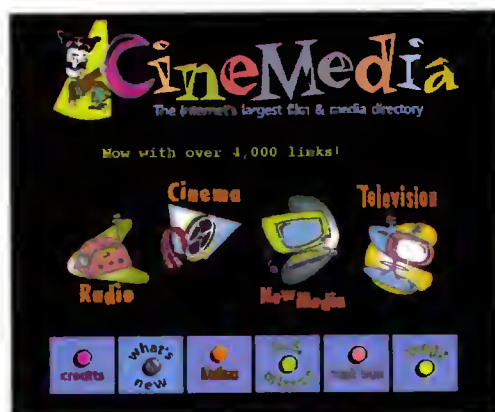 CineMedia
The Internet's largest film & media directory
Now with over 4,000 links!
Cinema
Television
Radio
New Media
credits
what's new